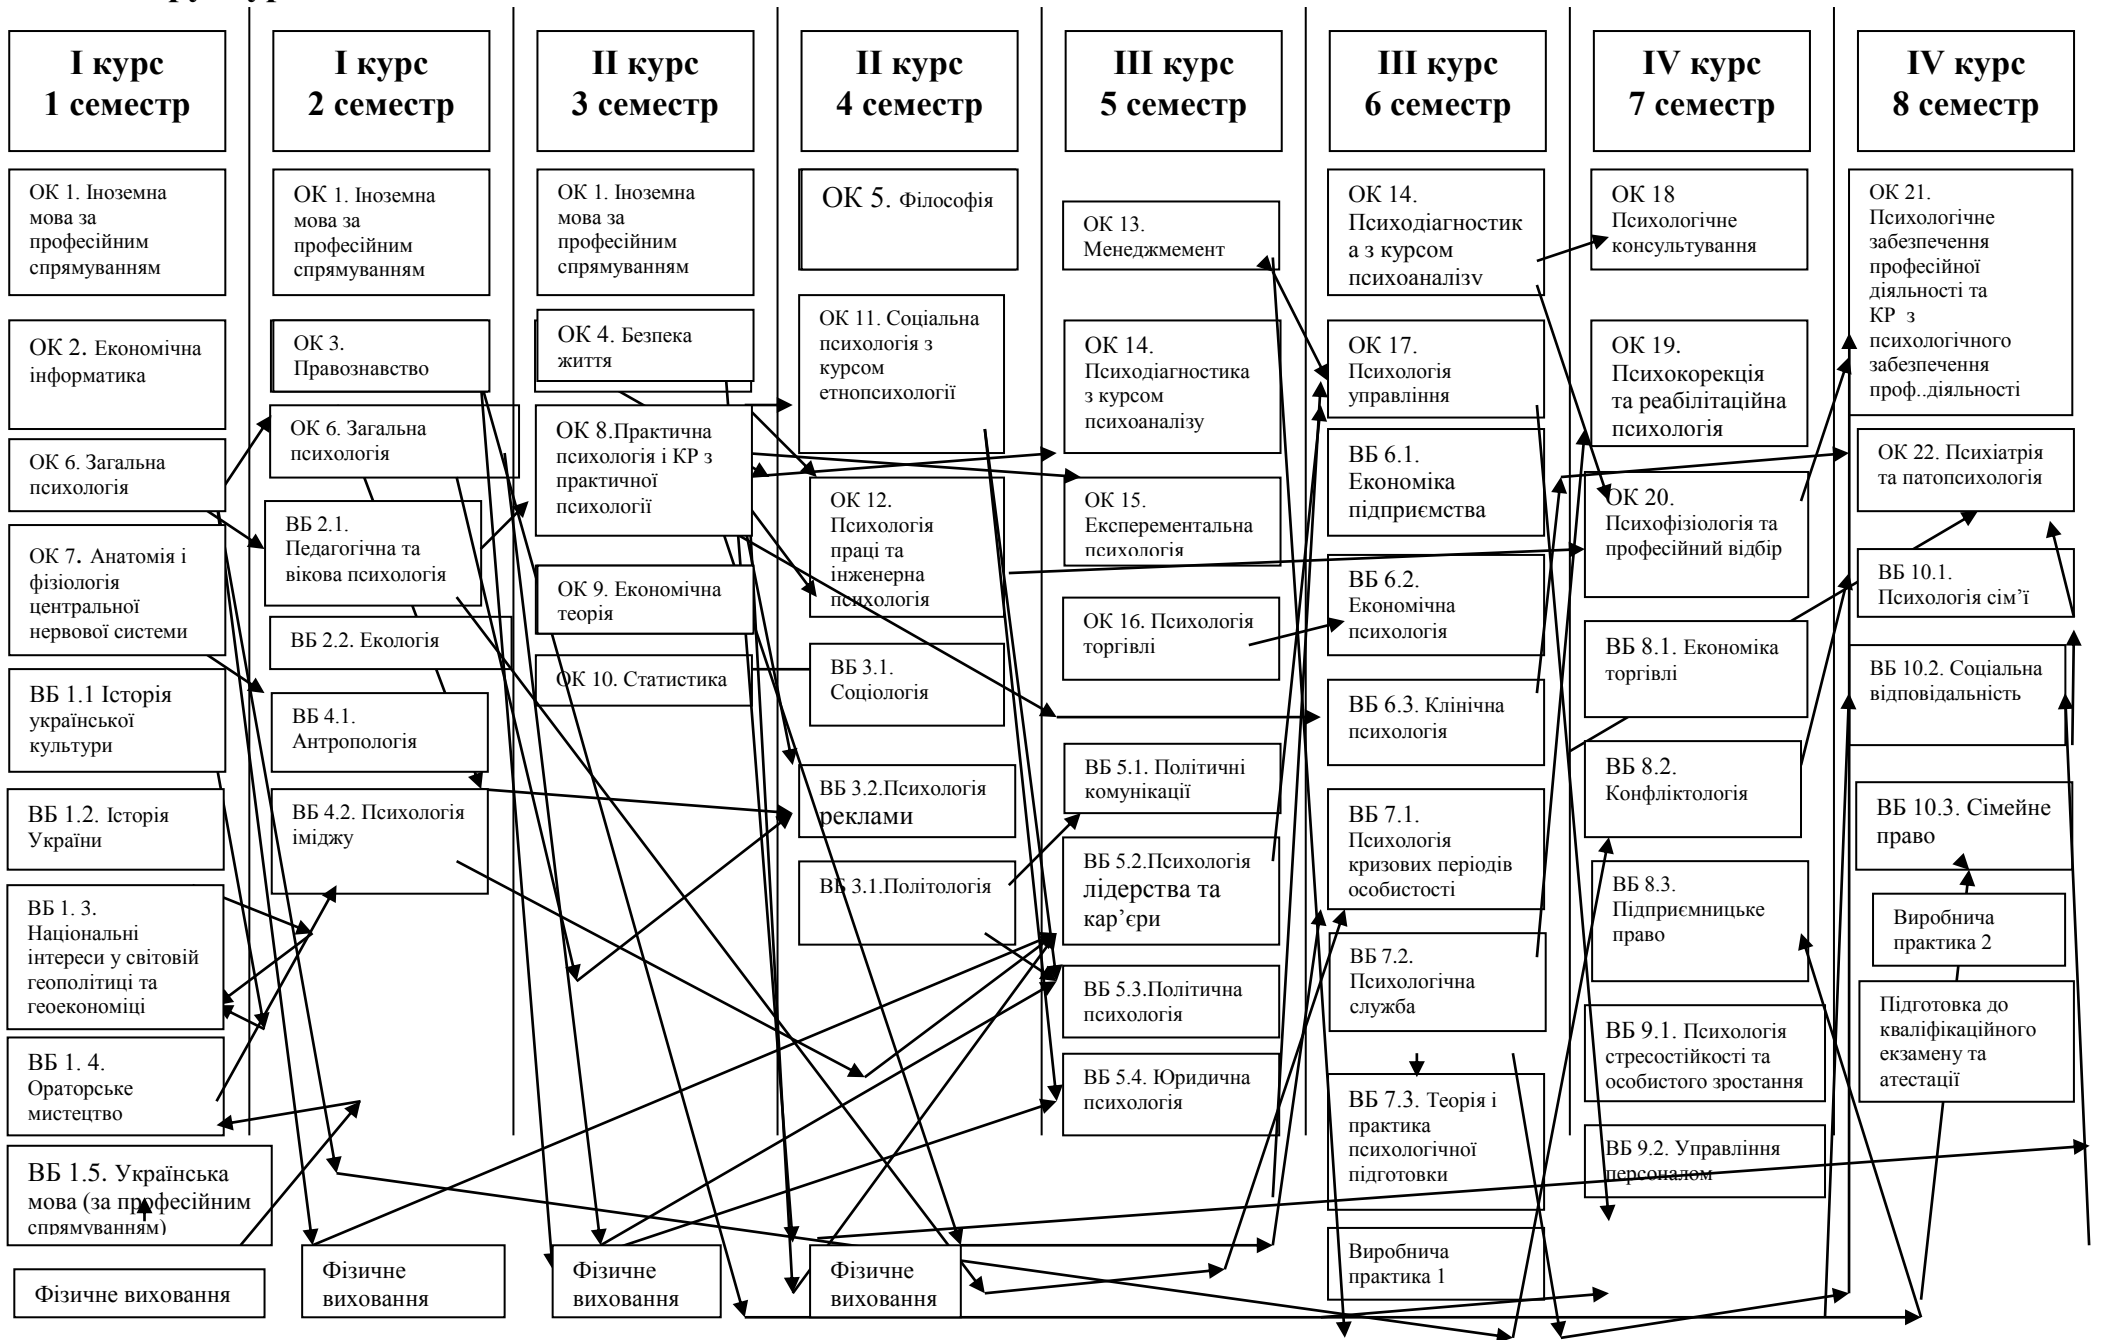 I курс
1 семестр
ОК 1. Іноземна
мова за
професійним
спрямуванням
ОК 2. Економічна
інформатика
ОК 6. Загальна
психологія
ОК 7. Анатомія і
фізіологія
центральної
нервової системи
ВБ 1.1 Історія
української
культури
ВБ 1.2. Історія
України
ВБ 1. 3.
Національні
інтереси у світовій
геополітиці та
геоекономіці
ВБ 1. 4.
Ораторське
мистецтво
ВБ 1.5. Українська
мова (за професійним
спрямуванням)
Фізичне виховання
I курс
2 семестр
ОК 1. Іноземна
мова за
професійним
спрямуванням
ОК 3.
Правознавство
ОК 6. Загальна
психологія
ВБ 2.1.
Педагогічна та
вікова психологія
ВБ 2.2. Екологія
ВБ 4.1.
Антропологія
ВБ 4.2. Психологія
іміджу
Фізичне
виховання
II курс
3 семестр
ОК 1. Іноземна
мова за
професійним
спрямуванням
ОК 4. Безпека
життя
ОК 8.Практична
психологія і КР з
практичної
психології
ОК 9. Економічна
теорія
ОК 10. Статистика
Фізичне
виховання
II курс
4 семестр
ОК 5. Філософія
ОК 11. Соціальна
психологія з
курсом
етнопсихології
ОК 12.
Психологія
праці та
інженерна
психологія
ВБ 3.1.
Соціологія
ВБ 3.2.Психологія
реклами
ВБ 3.1.Політологія
Фізичне
виховання
III курс
5 семестр
ОК 13.
Менеджмемент
ОК 14.
Психодіагностика
з курсом
психоаналізу
ОК 15.
Експерементальна
психологія
ОК 16. Психологія
торгівлі
ВБ 5.1. Політичні
комунікації
ВБ 5.2.Психологія
лідерства та
кар’єри
ВБ 5.3.Політична
психологія
ВБ 5.4. Юридична
психологія
III курс
6 семестр
ОК 14.
Психодіагностик
а з курсом
психоаналізу
ОК 17.
Психологія
управління
ВБ 6.1.
Економіка
підприємства
ВБ 6.2.
Економічна
психологія
ВБ 6.3. Клінічна
психологія
ВБ 7.1.
Психологія
кризових періодів
особистості
ВБ 7.2.
Психологічна
служба
ВБ 7.3. Теорія і
практика
психологічної
підготовки
Виробнича
практика 1
IV курс
7 семестр
ОК 18
Психологічне
консультування
ОК 19.
Психокорекція
та реабілітаційна
психологія
ОК 20.
Психофізіологія та
професійний відбір
ВБ 8.1. Економіка
торгівлі
ВБ 8.2.
Конфліктологія
ВБ 8.3.
Підприємницьке
право
ВБ 9.1. Психологія
стресостійкості та
особистого зростання
ВБ 9.2. Управління
персоналом
IV курс
8 семестр
ОК 21.
Психологічне
забезпечення
професійної
діяльності та
КР з
психологічного
забезпечення
проф..діяльності
ОК 22. Психіатрія
та патопсихологія
ВБ 10.1.
Психологія сім’ї
ВБ 10.2. Соціальна
відповідальність
ВБ 10.3. Сімейне
право
Виробнича
практика 2
Підготовка до
кваліфікаційного
екзамену та
атестації